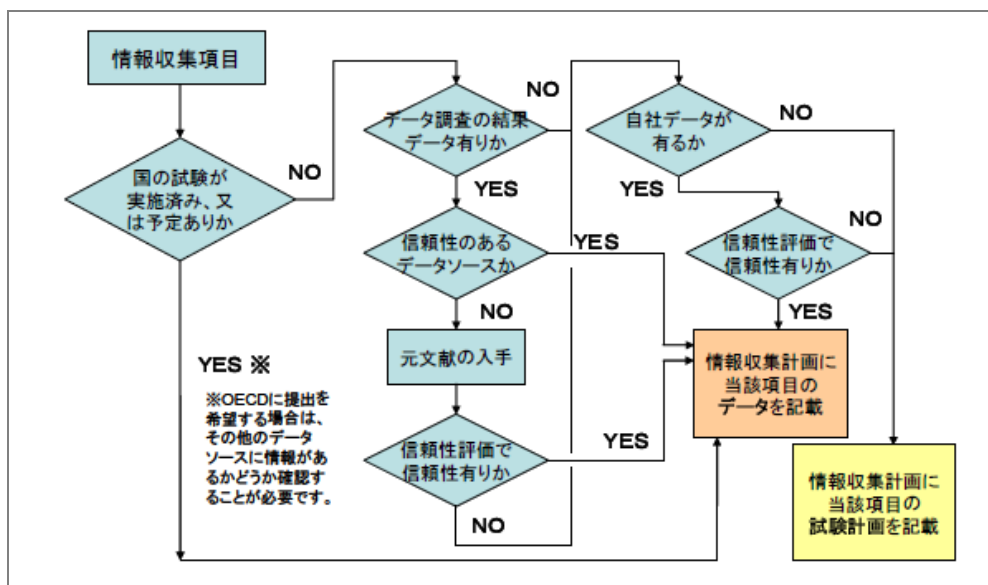 情報収集項目
国の試験が
実施済み、又
は予定ありか
NO
YES ※
※OECDに提出を
希望する場合は、
その他のデータ
ソースに情報があ
るかどうか確認す
ることが必要です。
データ調査の結果
データ有りか
NO
YES
信頼性のある
データソースか
YES
NO
元文献の入手
信頼性評価で
信頼性有りか
YES
NO
自社データが
有るか
NO
YES
信頼性評価で
信頼性有りか
NO
YES
情報収集計画に
当該項目の
データを記載
情報収集計画に
当該項目の
試験計画を記載